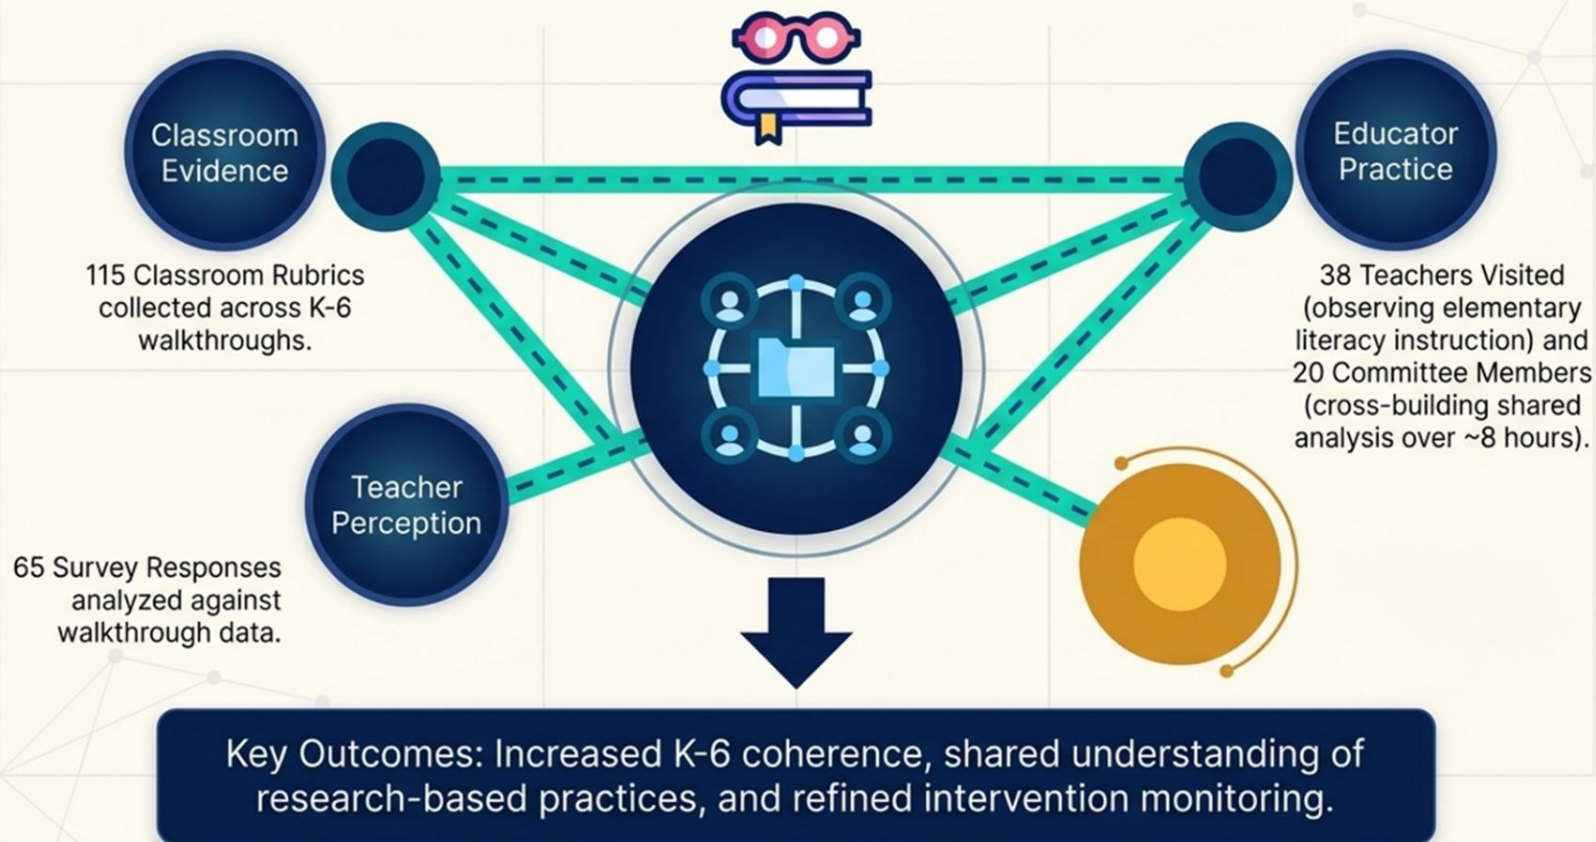 Classroom
Evidence
115 Classroom Rubrics
collected across K-6
walkthroughs.
Educator
Practice
38 Teachers Visited
(observing elementary
literacy instruction) and
20 Committee Members
(cross-building shared
analysis over ~8 hours).
Teacher
Perception
65 Survey Responses
analyzed against
walkthrough data.
Key Outcomes: Increased K-6 coherence, shared understanding of
research-based practices, and refined intervention monitoring.